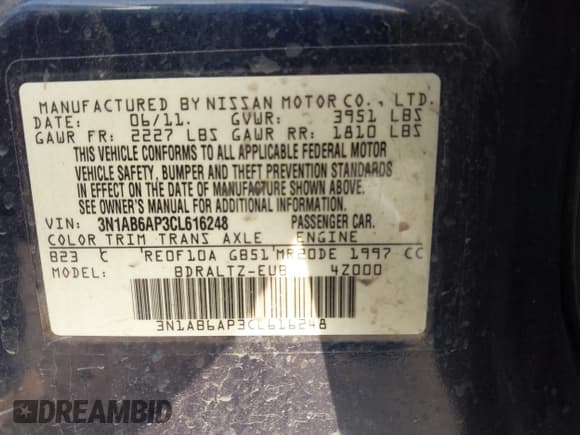 MANUFACTURED BY NISSAN MOTOR CO., LTD.
DATE: 06/11. GVWR: 3951 LBS
GAWR FR: 2227 LBS GAWR RR: 1810 LBS
THIS VEHICLE CONFORMS TO ALL APPLICABLE FEDERAL MOTOR
VEHICLE SAFETY, BUMPER AND THEFT PREVENTION STANDARDS
IN EFFECT ON THE DATE OF MANUFACTURE SHOWN ABOVE.
SEE OWNER'S MANUAL FOR ADDITIONAL INFORMATION.
VIN: 3N1AB6AP3CL616248 PASSENGER CAR.
COLOR TRIM TRANS AXLE ENGINE
B23 C RE0F10A GB51 MR20DE 1997 CC
MODEL: BDRALTZ-EUB 4Z000
3N1AB6AP3CL616248
DREAMBID